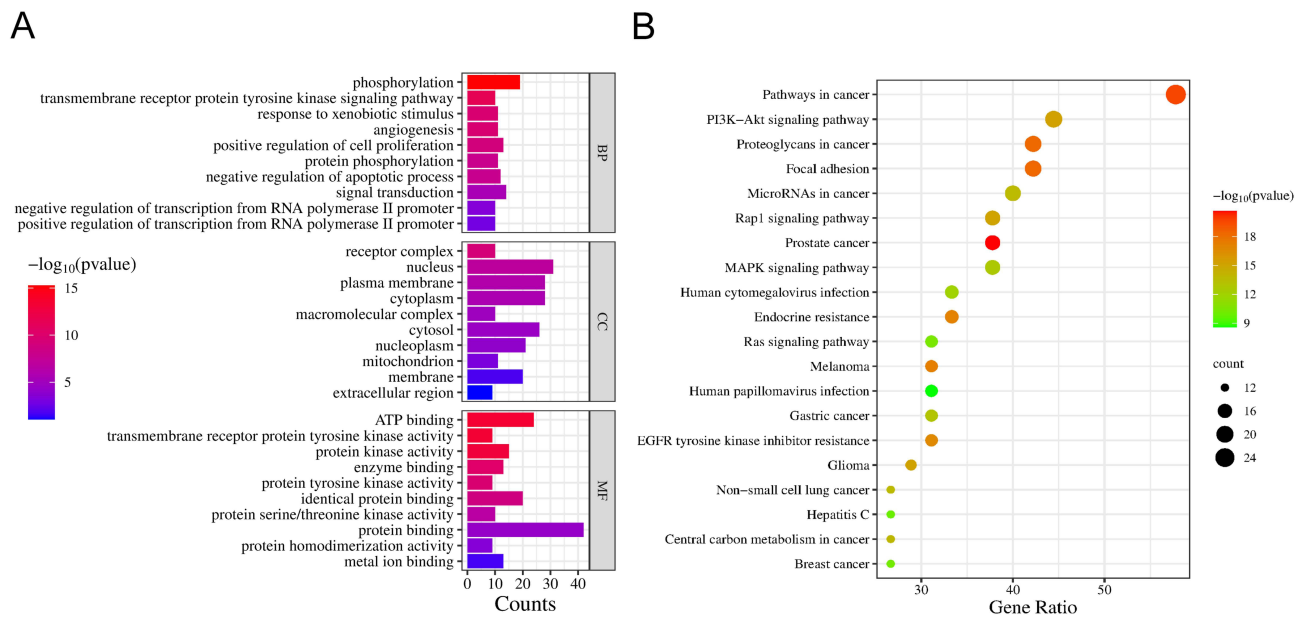 A
phosphorylation
transmembrane receptor protein tyrosine kinase signaling pathway
response to xenobiotic stimulus
angiogenesis
positive regulation of cell proliferation
protein phosphorylation
negative regulation of apoptotic process
signal transduction
negative regulation of transcription from RNA polymerase II promoter
positive regulation of transcription from RNA polymerase II promoter
BP
receptor complex
nucleus
plasma membrane
cytoplasm
macromolecular complex
cytosol
nucleoplasm
mitochondrion
membrane
extracellular region
CC
ATP binding
transmembrane receptor protein tyrosine kinase activity
protein kinase activity
enzyme binding
protein tyrosine kinase activity
identical protein binding
protein serine/threonine kinase activity
protein binding
protein homodimerization activity
metal ion binding
MF
0 10 20 30 40
Counts
−log10(pvalue)
15
10
5
B
Pathways in cancer
PI3K−Akt signaling pathway
Proteoglycans in cancer
Focal adhesion
MicroRNAs in cancer
Rap1 signaling pathway
Prostate cancer
MAPK signaling pathway
Human cytomegalovirus infection
Endocrine resistance
Ras signaling pathway
Melanoma
Human papillomavirus infection
Gastric cancer
EGFR tyrosine kinase inhibitor resistance
Glioma
Non−small cell lung cancer
Hepatitis C
Central carbon metabolism in cancer
Breast cancer
30 40 50
Gene Ratio
−log10(pvalue)
18
15
12
9
count
12
16
20
24